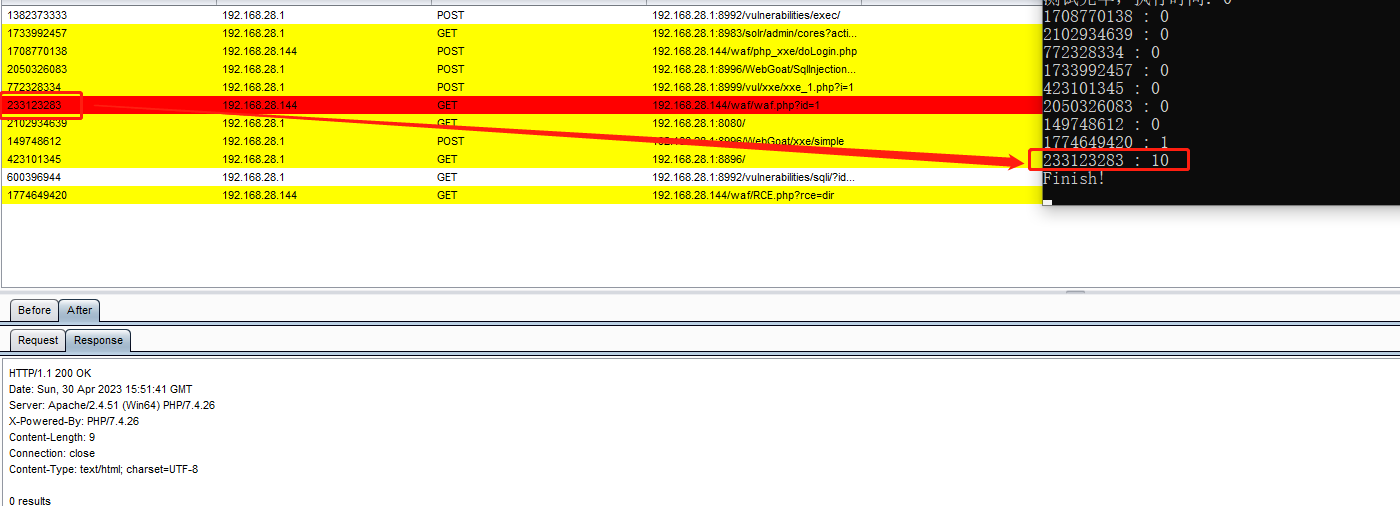 1382373333 192.168.28.1 POST 192.168.28.1:8992/vulnerabilities/exec/
1733992457 192.168.28.1 GET 192.168.28.1:8983/solr/admin/cores?acti...
1708770138 192.168.28.144 POST 192.168.28.144/waf/php_xxe/doLogin.php
2050326083 192.168.28.1 POST 192.168.28.1:8996/WebGoat/SqlInjection...
772328334 192.168.28.1 POST 192.168.28.1:8999/vul/xxe/xxe_1.php?i=1
233123283 192.168.28.144 GET 192.168.28.144/waf/waf.php?id=1
2102934639 192.168.28.1 GET 192.168.28.1:8080/
149748612 192.168.28.1 POST 192.168.28.1:8996/WebGoat/xxe/simple
423101345 192.168.28.1 GET 192.168.28.1:8896/
600396944 192.168.28.1 GET 192.168.28.1:8992/vulnerabilities/sqli/?id...
1774649420 192.168.28.144 GET 192.168.28.144/waf/RCE.php?rce=dir
1708770138 : 0
2102934639 : 0
772328334 : 0
1733992457 : 0
423101345 : 0
2050326083 : 0
149748612 : 0
1774649420 : 1
233123283 : 10
Finish!
Before After
Request Response
HTTP/1.1 200 OK
Date: Sun, 30 Apr 2023 15:51:41 GMT
Server: Apache/2.4.51 (Win64) PHP/7.4.26
X-Powered-By: PHP/7.4.26
Content-Length: 9
Connection: close
Content-Type: text/html; charset=UTF-8
0 results